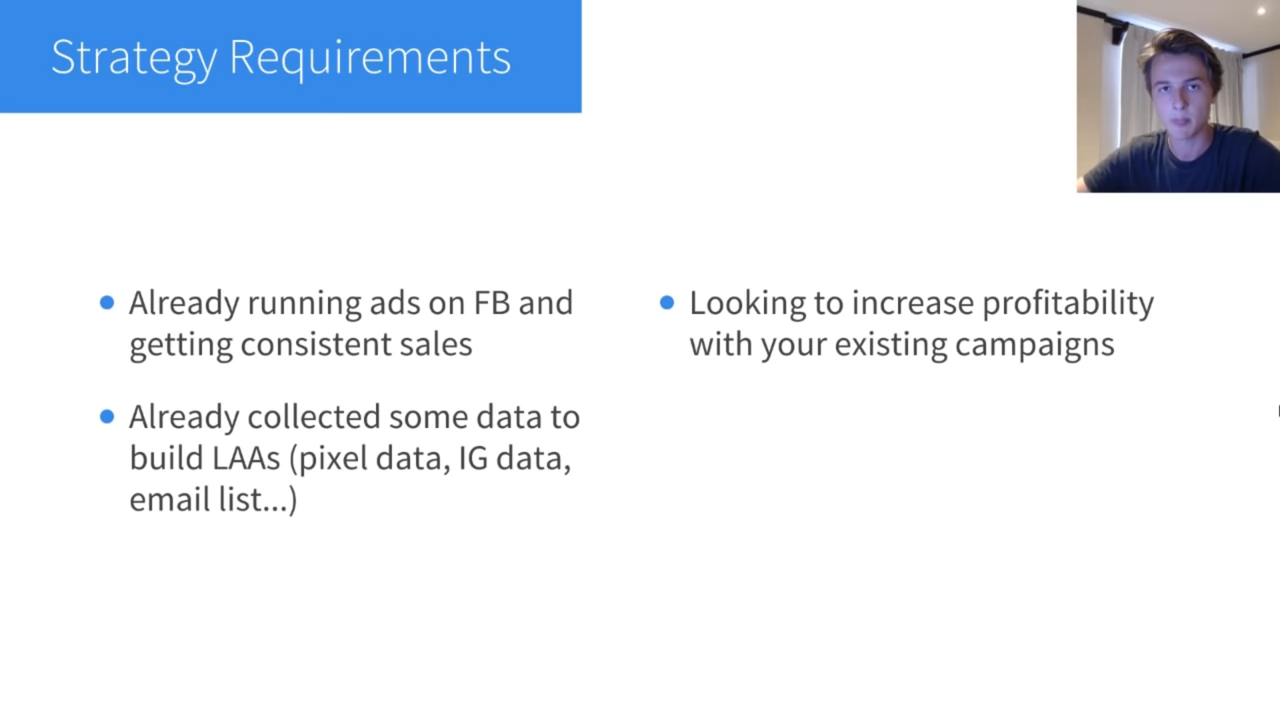 Strategy Requirements
Already running ads on FB and
getting consistent sales
Already collected some data to
build LAAs (pixel data, IG data,
email list...)
Looking to increase profitability
with your existing campaigns